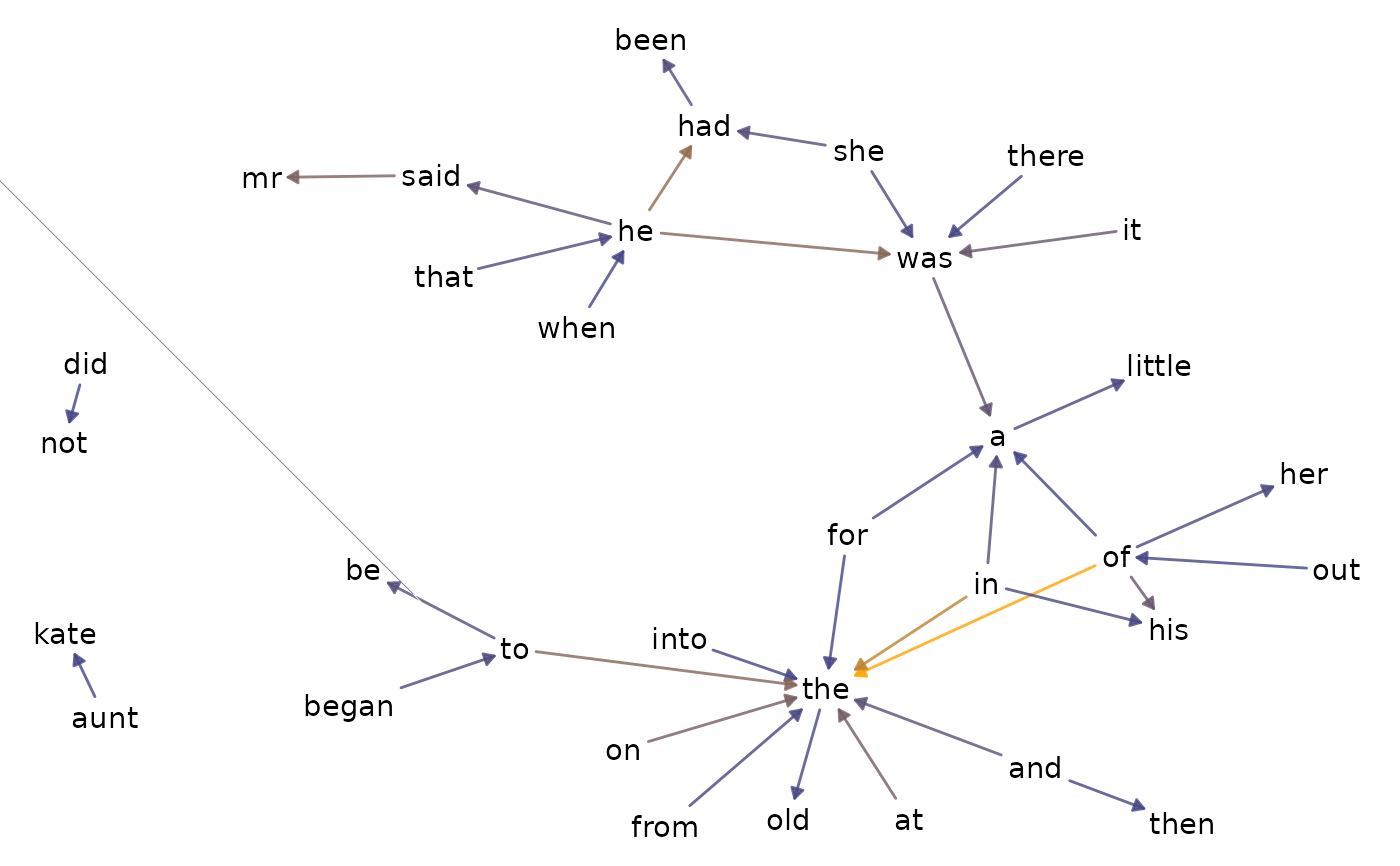 been
had
she
there
mr
said
he
it
that
was
when
did
little
not
a
her
for
of
be
in
out
kate
into
his
to
the
began
aunt
on
and
from
old
at
then